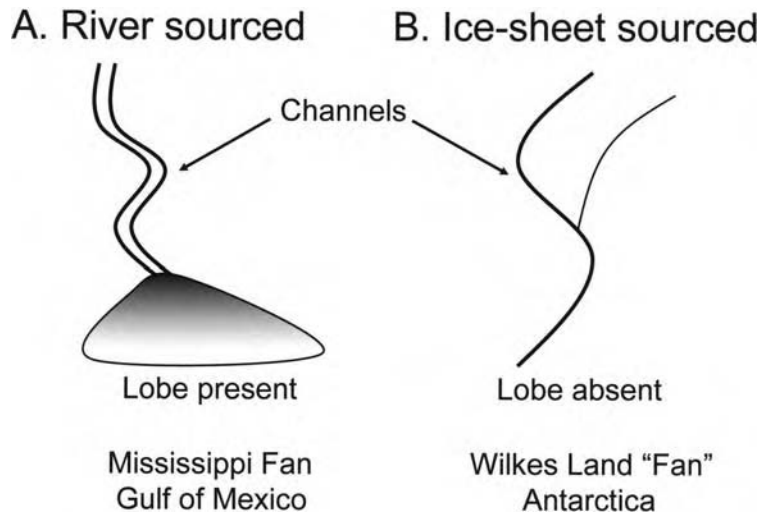 A. River sourced
B. Ice-sheet sourced
Channels
Lobe present
Lobe absent
Mississippi Fan
Gulf of Mexico
Wilkes Land “Fan”
Antarctica